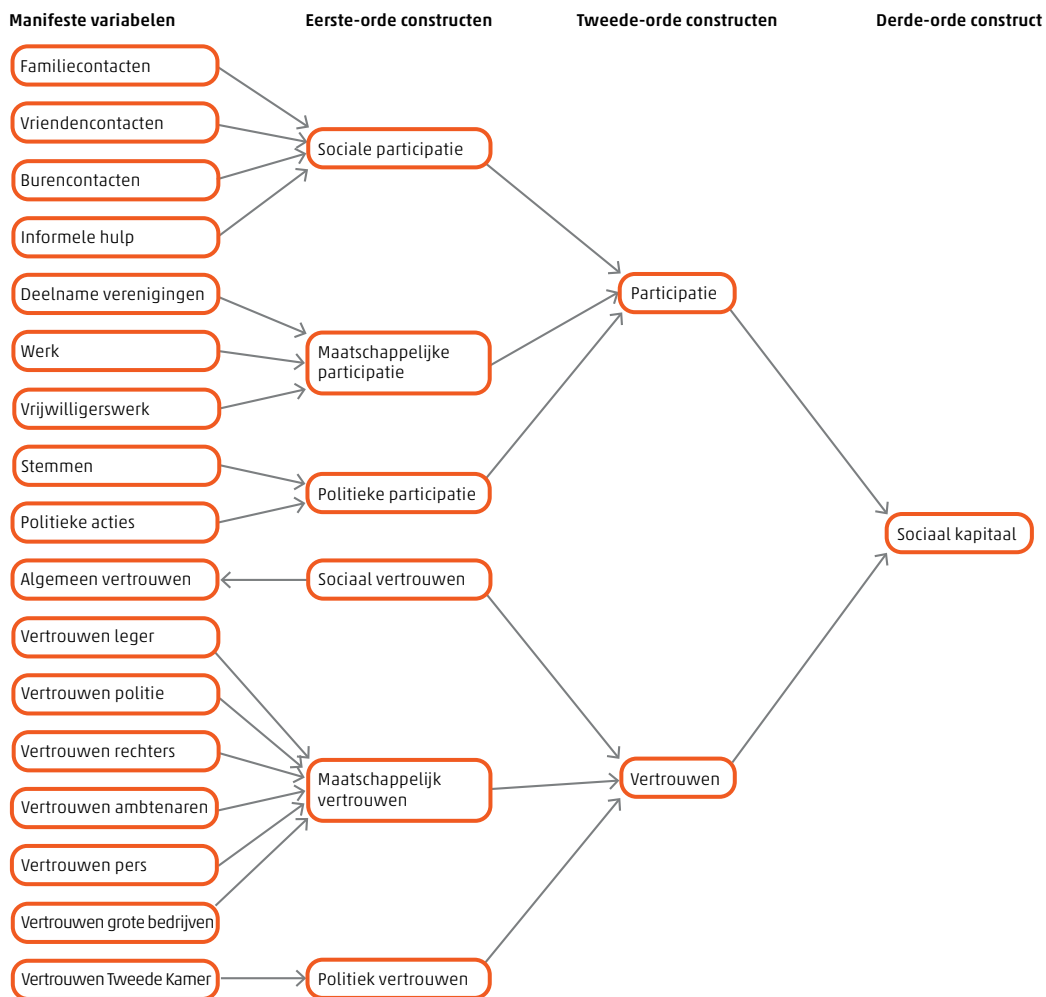 Manifeste variabelen
Eerste-orde constructen
Tweede-orde constructen
Derde-orde construct
Familiecontacten
Vriendencontacten
Burencontacten
Informele hulp
Deelname verenigingen
Werk
Vrijwilligerswerk
Stemmen
Politieke acties
Algemeen vertrouwen
Vertrouwen leger
Vertrouwen politie
Vertrouwen rechters
Vertrouwen ambtenaren
Vertrouwen pers
Vertrouwen grote bedrijven
Vertrouwen Tweede Kamer
Sociale participatie
Maatschappelijke
participatie
Politieke participatie
Sociaal vertrouwen
Maatschappelijk
vertrouwen
Politiek vertrouwen
Participatie
Vertrouwen
Sociaal kapitaal